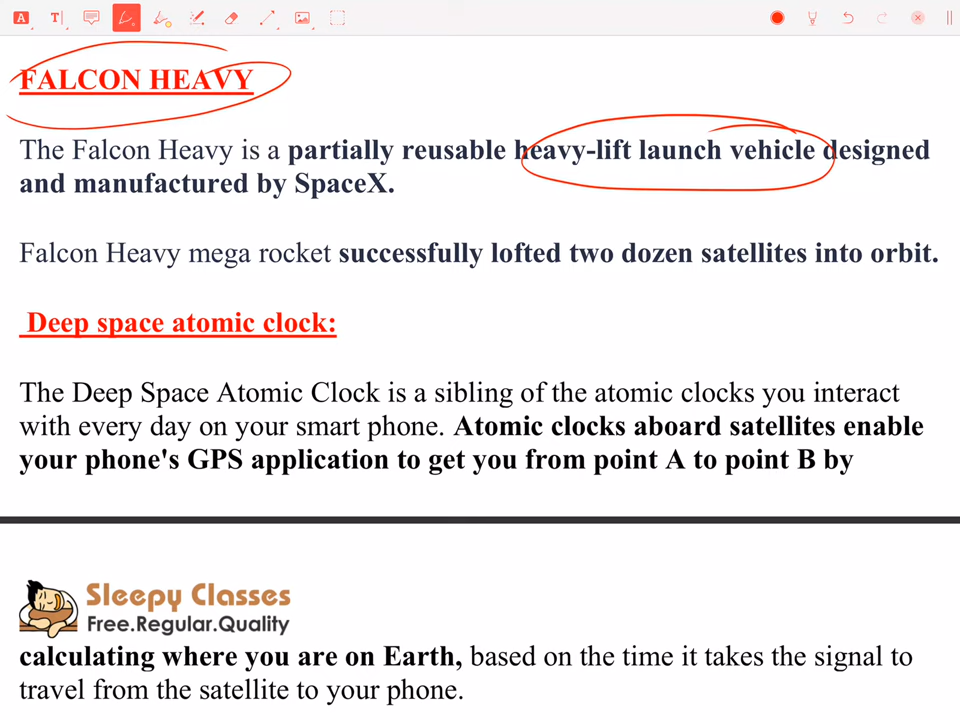 FALCON HEAVY
The Falcon Heavy is a partially reusable heavy-lift launch vehicle designed
and manufactured by SpaceX.
Falcon Heavy mega rocket successfully lofted two dozen satellites into orbit.
Deep space atomic clock:
The Deep Space Atomic Clock is a sibling of the atomic clocks you interact
with every day on your smart phone. Atomic clocks aboard satellites enable
your phone's GPS application to get you from point A to point B by
Sleepy Classes
Free.Regular.Quality
calculating where you are on Earth, based on the time it takes the signal to
travel from the satellite to your phone.